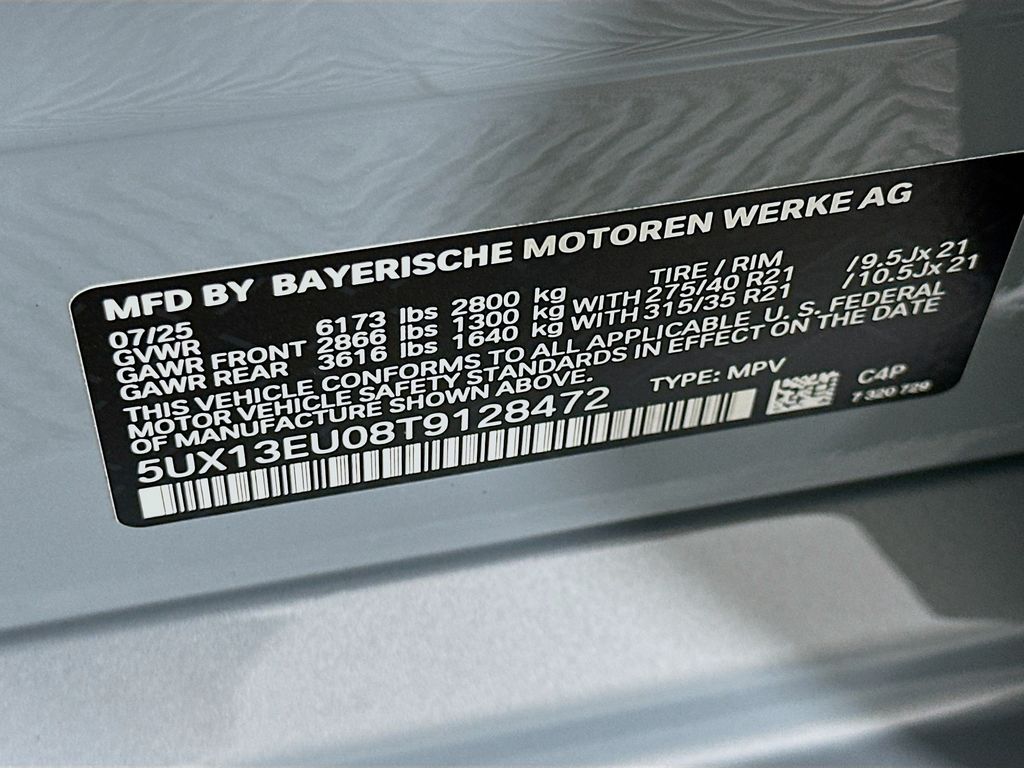 MFD BY BAYERISCHE MOTOREN WERKE AG
07/25 TIRE / RIM
GVWR 6173 lbs 2800 kg
GAWR FRONT 2866 lbs 1300 kg WITH 275/40 R21 /9.5Jx 21
GAWR REAR 3616 lbs 1640 kg WITH 315/35 R21 /10.5Jx 21
THIS VEHICLE CONFORMS TO ALL APPLICABLE U. S. FEDERAL
MOTOR VEHICLE SAFETY STANDARDS IN EFFECT ON THE DATE
OF MANUFACTURE SHOWN ABOVE.
5UX13EU08T9128472 TYPE: MPV C4P
7 320 729